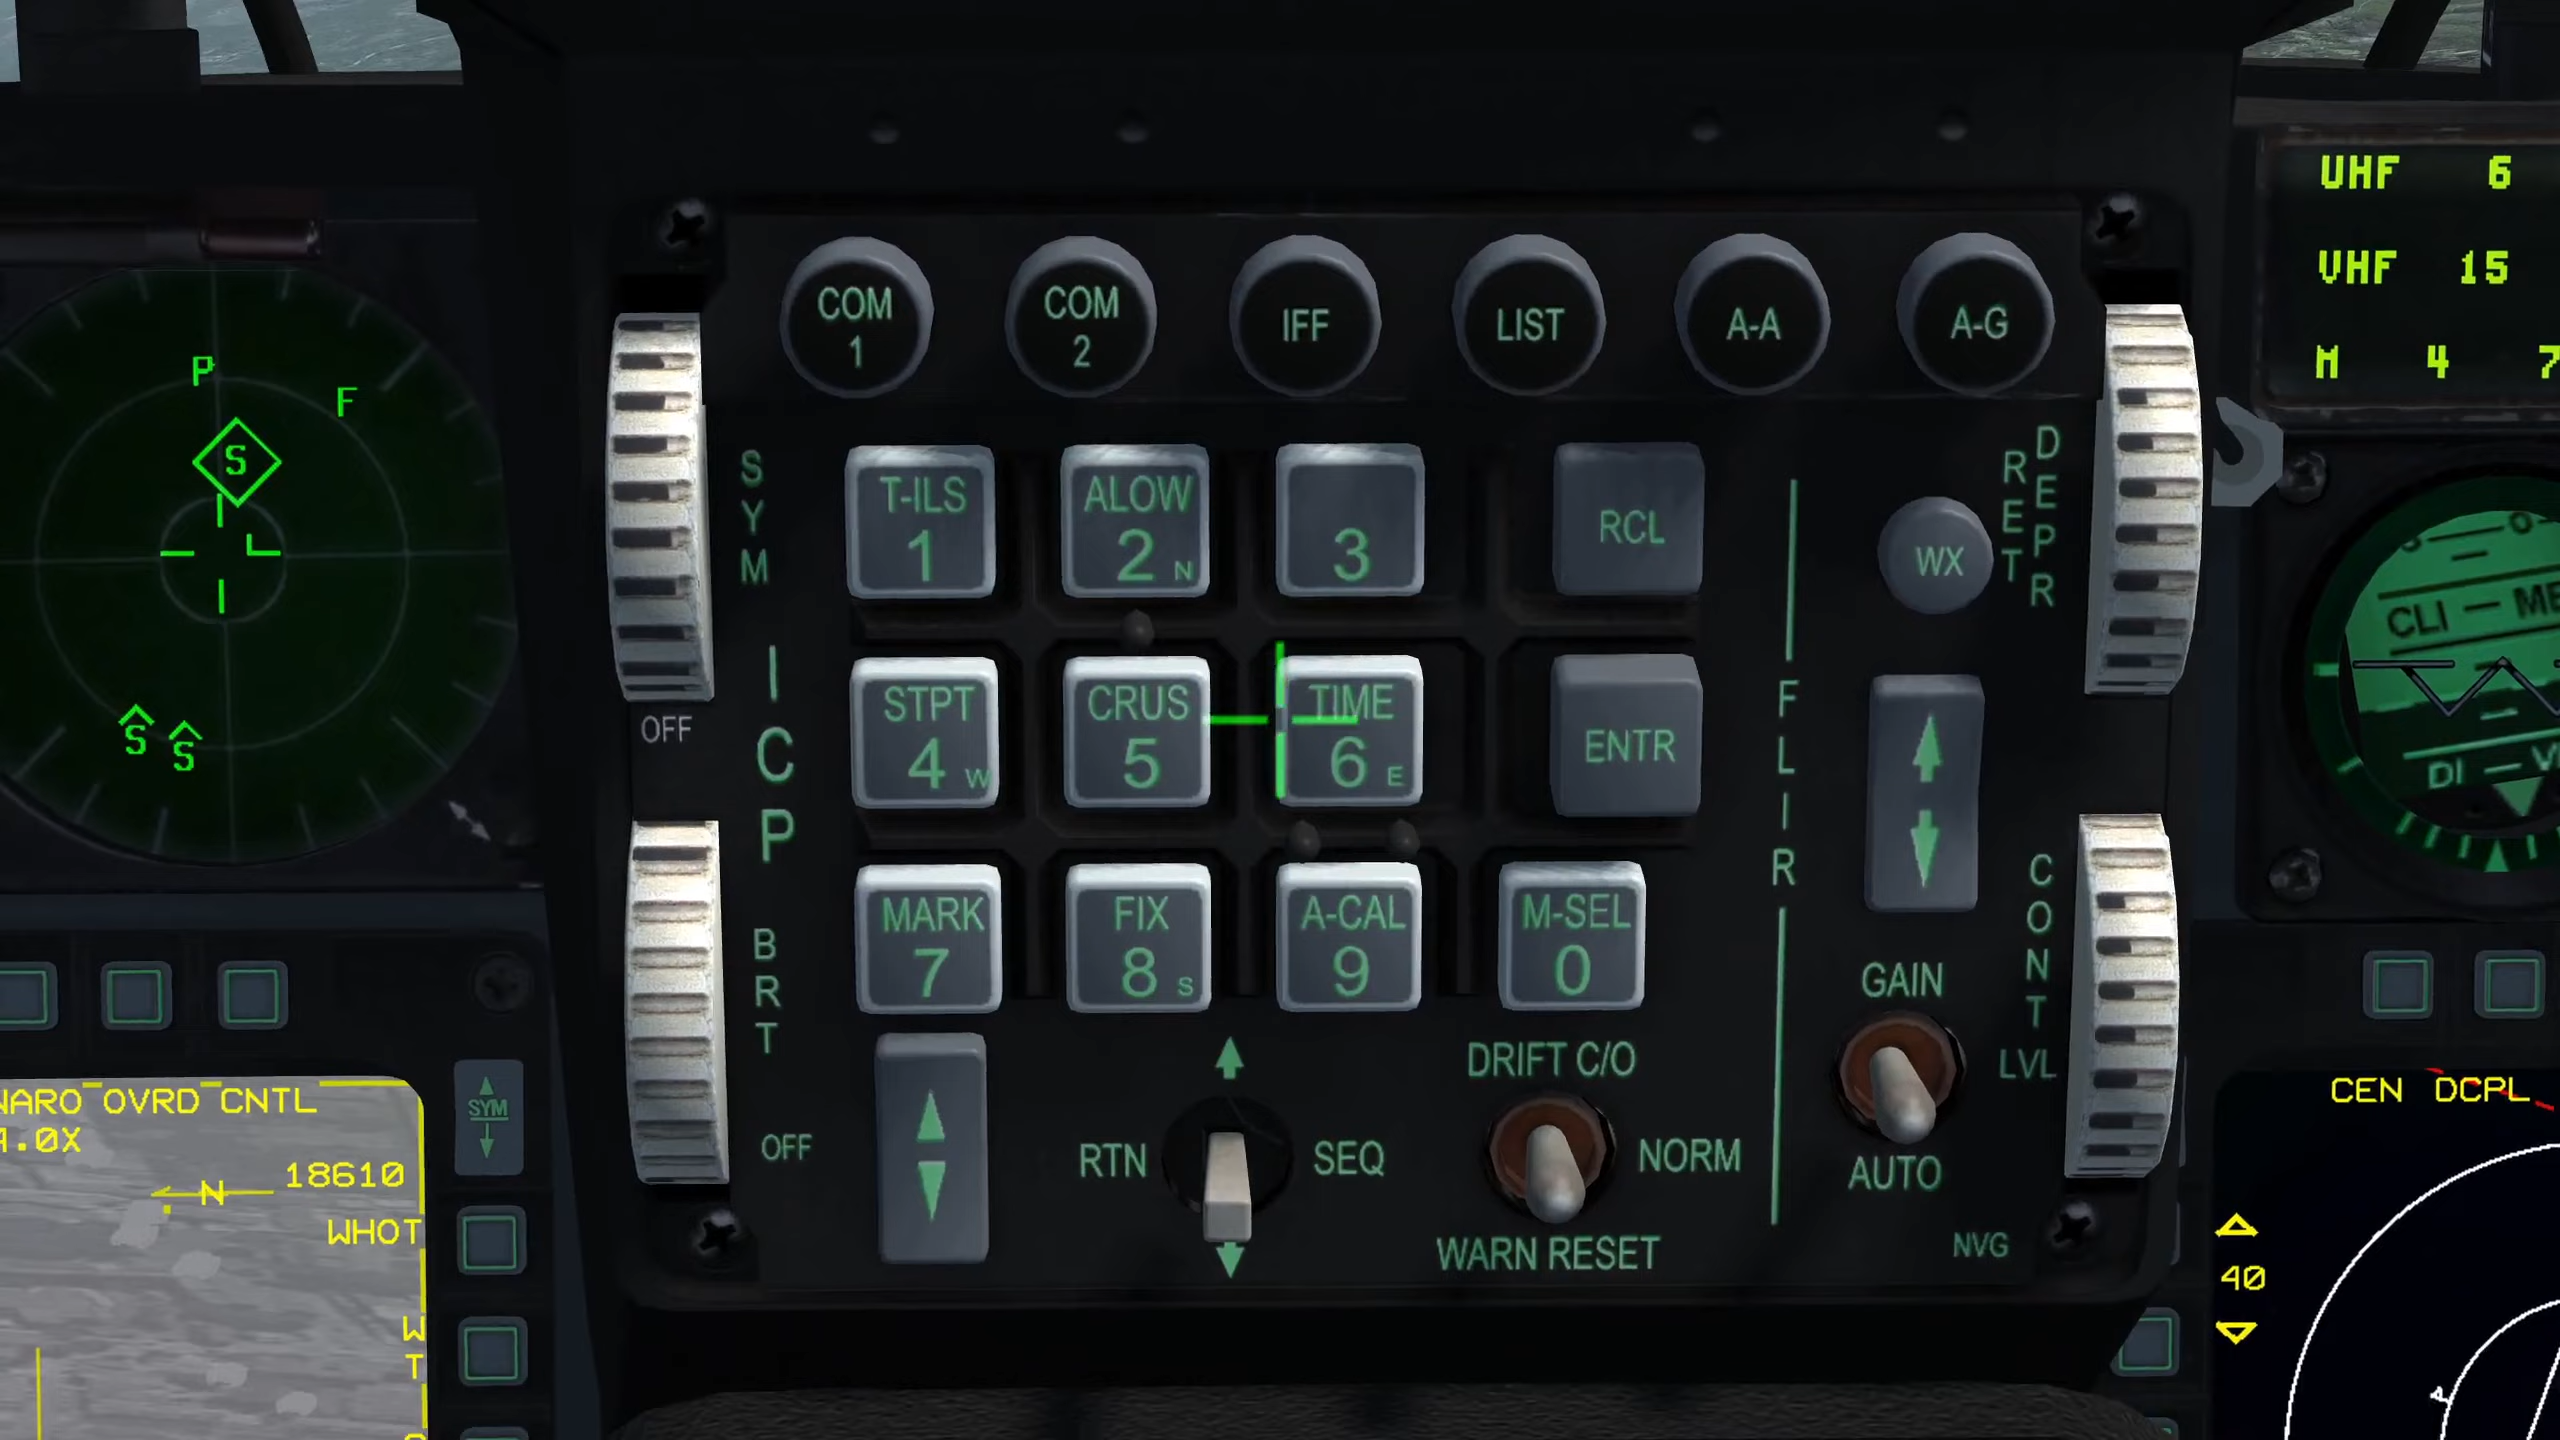 P
F
S
S S
COM 1
COM 2
IFF
LIST
A-A
A-G
SYM
OFF
ICP
BRT
OFF
T-ILS 1
ALOW 2 N
3
RCL
STPT 4 W
CRUS 5
TIME 6 E
ENTR
MARK 7
FIX 8 S
A-CAL 9
M-SEL 0
RTN
SEQ
DRIFT C/O
NORM
WARN RESET
FLIR
WX
RET
DEPR
GAIN
AUTO
CONT
LVL
NVG
UHF 6
VHF 15
M 4 7
CLI
DI
OVRD CNTL
18610
N
WHOT
W
T
SYM
CEN DCPL
40